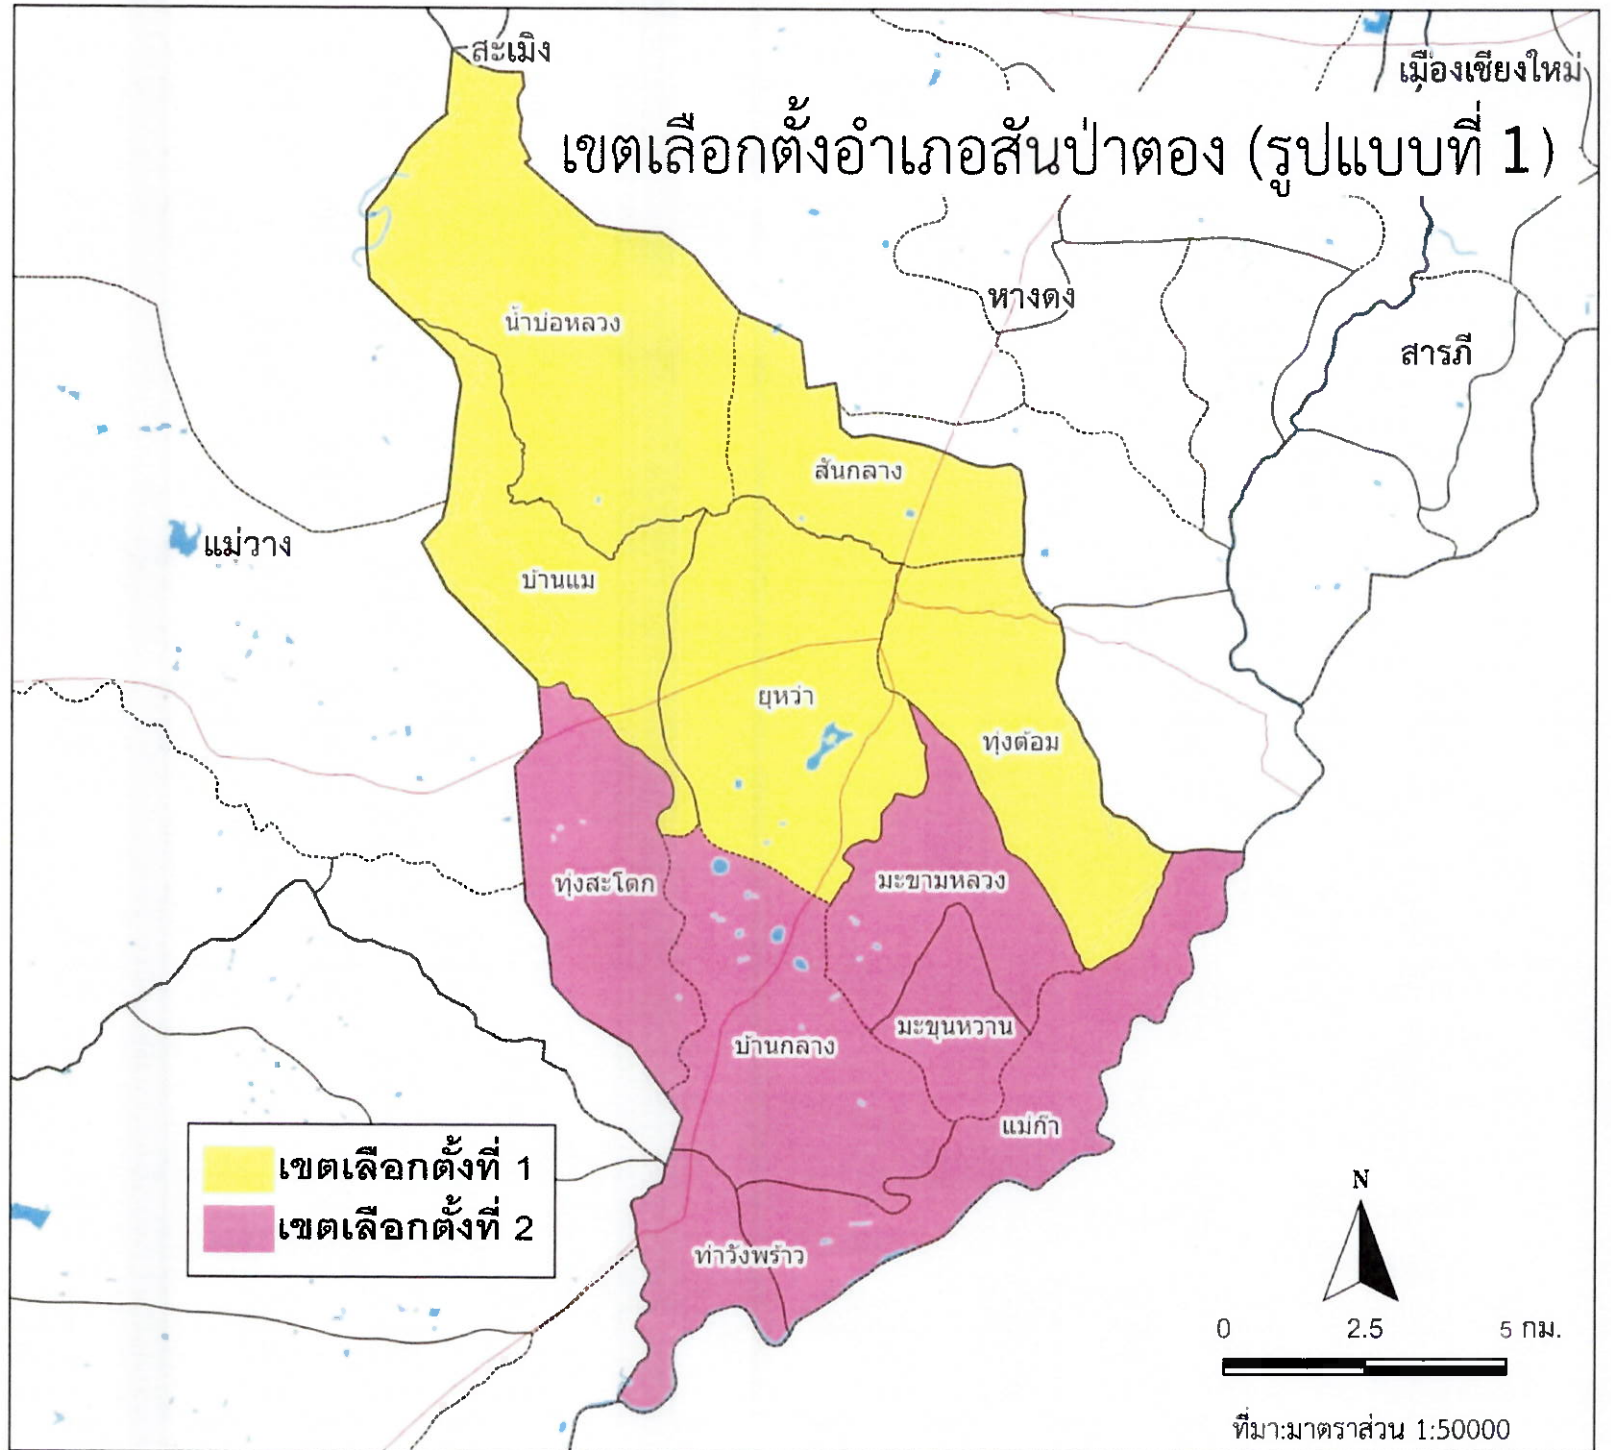 สะเมิง
เมืองเชียงใหม่
เขตเลือกตั้งอำเภอสันป่าตอง (รูปแบบที่ 1)
หางดง
น้ำบ่อหลวง
สารภี
สันกลาง
แม่วาง
บ้านแม
ยุหว่า
ทุ่งต้อม
ทุ่งสะโตก
มะขามหลวง
มะขุนหวาน
บ้านกลาง
แม่ก๊า
เขตเลือกตั้งที่ 1
เขตเลือกตั้งที่ 2
ท่าวังพร้าว
N
0 2.5 5 กม.
ที่มา:มาตราส่วน 1:50000